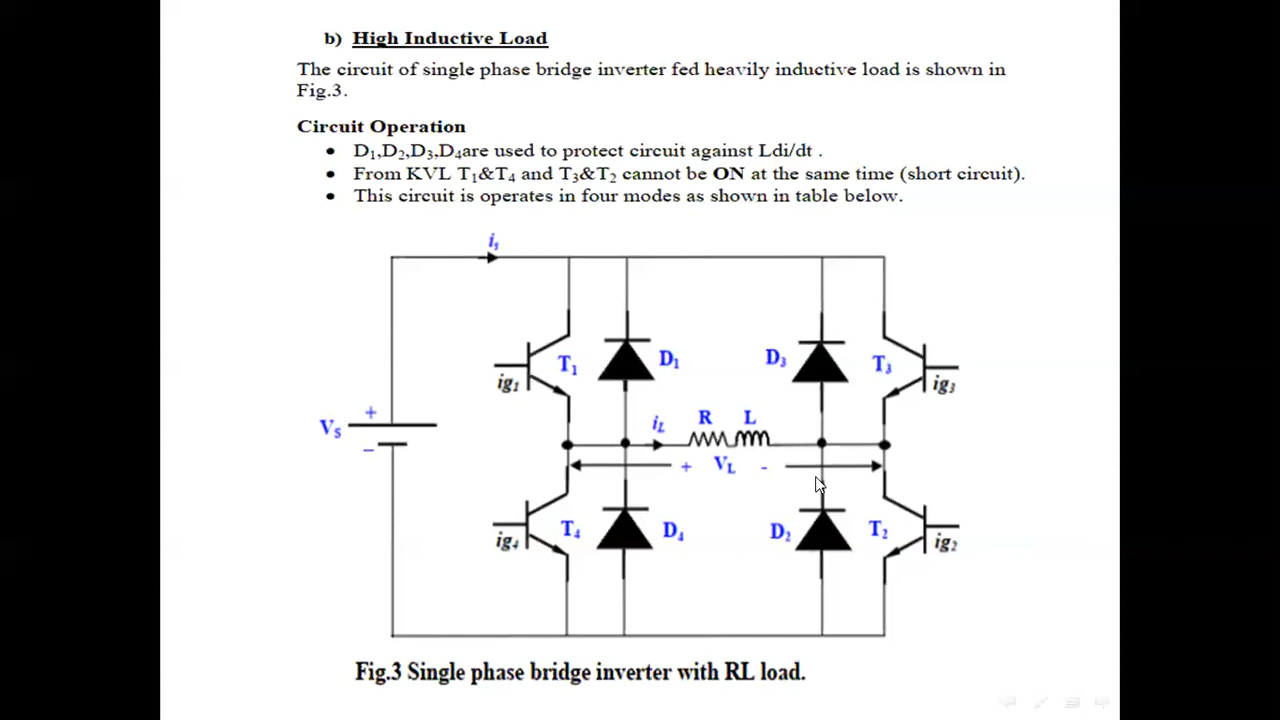 b) High Inductive Load
The circuit of single phase bridge inverter fed heavily inductive load is shown in
Fig.3.
Circuit Operation
• D₁,D₂,D₃,D₄are used to protect circuit against Ldi/dt .
• From KVL T₁&T₄ and T₃&T₂ cannot be ON at the same time (short circuit).
• This circuit is operates in four modes as shown in table below.
i₁
T₁ D₁ D₃ T₃
ig₁ ig₃
+
V_S
−
i_L R L
+ V_L -
T₄ D₄ D₂ T₂
ig₄ ig₂
Fig.3 Single phase bridge inverter with RL load.